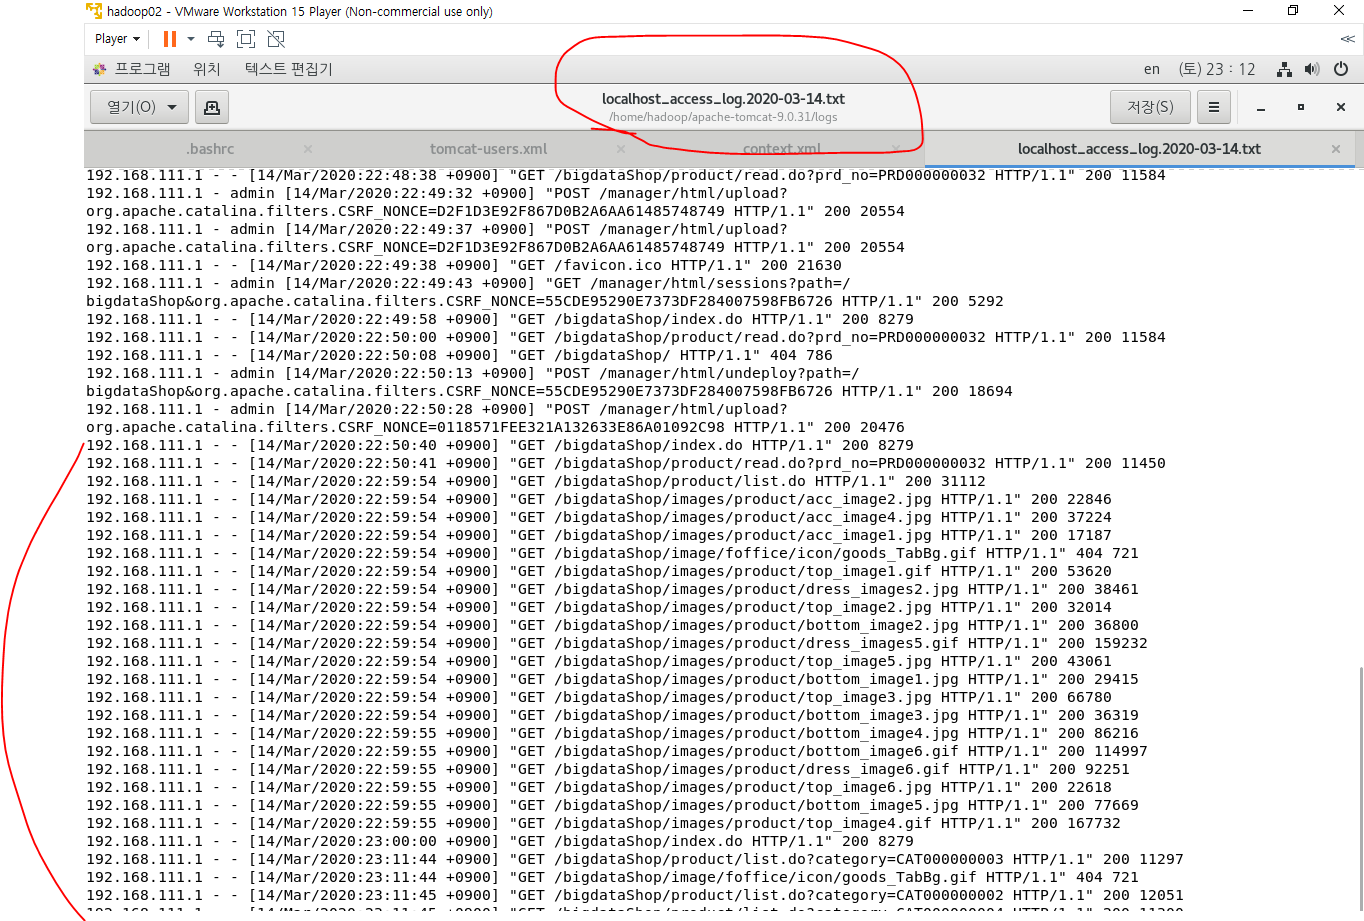 hadoop02 - VMware Workstation 15 Player (Non-commercial use only)
Player
프로그램 위치 텍스트 편집기 en (토) 23 : 12
열기(O) localhost_access_log.2020-03-14.txt 저장(S)
/home/hadoop/apache-tomcat-9.0.31/logs
.bashrc tomcat-users.xml context.xml localhost_access_log.2020-03-14.txt
192.168.111.1 - - [14/Mar/2020:22:48:38 +0900] "GET /bigdataShop/product/read.do?prd_no=PRD000000032 HTTP/1.1" 200 11584
192.168.111.1 - admin [14/Mar/2020:22:49:32 +0900] "POST /manager/html/upload?
org.apache.catalina.filters.CSRF_NONCE=D2F1D3E92F867D0B2A6AA61485748749 HTTP/1.1" 200 20554
192.168.111.1 - admin [14/Mar/2020:22:49:37 +0900] "POST /manager/html/upload?
org.apache.catalina.filters.CSRF_NONCE=D2F1D3E92F867D0B2A6AA61485748749 HTTP/1.1" 200 20554
192.168.111.1 - - [14/Mar/2020:22:49:38 +0900] "GET /favicon.ico HTTP/1.1" 200 21630
192.168.111.1 - admin [14/Mar/2020:22:49:43 +0900] "GET /manager/html/sessions?path=/
bigdataShop&org.apache.catalina.filters.CSRF_NONCE=55CDE95290E7373DF284007598FB6726 HTTP/1.1" 200 5292
192.168.111.1 - - [14/Mar/2020:22:49:58 +0900] "GET /bigdataShop/index.do HTTP/1.1" 200 8279
192.168.111.1 - - [14/Mar/2020:22:50:00 +0900] "GET /bigdataShop/product/read.do?prd_no=PRD000000032 HTTP/1.1" 200 11584
192.168.111.1 - - [14/Mar/2020:22:50:08 +0900] "GET /bigdataShop/ HTTP/1.1" 404 786
192.168.111.1 - admin [14/Mar/2020:22:50:13 +0900] "POST /manager/html/undeploy?path=/
bigdataShop&org.apache.catalina.filters.CSRF_NONCE=55CDE95290E7373DF284007598FB6726 HTTP/1.1" 200 18694
192.168.111.1 - admin [14/Mar/2020:22:50:28 +0900] "POST /manager/html/upload?
org.apache.catalina.filters.CSRF_NONCE=0118571FEE321A132633E86A01092C98 HTTP/1.1" 200 20476
192.168.111.1 - - [14/Mar/2020:22:50:40 +0900] "GET /bigdataShop/index.do HTTP/1.1" 200 8279
192.168.111.1 - - [14/Mar/2020:22:50:41 +0900] "GET /bigdataShop/product/read.do?prd_no=PRD000000032 HTTP/1.1" 200 11450
192.168.111.1 - - [14/Mar/2020:22:59:54 +0900] "GET /bigdataShop/product/list.do HTTP/1.1" 200 31112
192.168.111.1 - - [14/Mar/2020:22:59:54 +0900] "GET /bigdataShop/images/product/acc_image2.jpg HTTP/1.1" 200 22846
192.168.111.1 - - [14/Mar/2020:22:59:54 +0900] "GET /bigdataShop/images/product/acc_image4.jpg HTTP/1.1" 200 37224
192.168.111.1 - - [14/Mar/2020:22:59:54 +0900] "GET /bigdataShop/images/product/acc_image1.jpg HTTP/1.1" 200 17187
192.168.111.1 - - [14/Mar/2020:22:59:54 +0900] "GET /bigdataShop/image/foffice/icon/goods_TabBg.gif HTTP/1.1" 404 721
192.168.111.1 - - [14/Mar/2020:22:59:54 +0900] "GET /bigdataShop/images/product/top_image1.gif HTTP/1.1" 200 53620
192.168.111.1 - - [14/Mar/2020:22:59:54 +0900] "GET /bigdataShop/images/product/dress_images2.jpg HTTP/1.1" 200 38461
192.168.111.1 - - [14/Mar/2020:22:59:54 +0900] "GET /bigdataShop/images/product/top_image2.jpg HTTP/1.1" 200 32014
192.168.111.1 - - [14/Mar/2020:22:59:54 +0900] "GET /bigdataShop/images/product/bottom_image2.jpg HTTP/1.1" 200 36800
192.168.111.1 - - [14/Mar/2020:22:59:54 +0900] "GET /bigdataShop/images/product/dress_images5.gif HTTP/1.1" 200 159232
192.168.111.1 - - [14/Mar/2020:22:59:54 +0900] "GET /bigdataShop/images/product/top_image5.jpg HTTP/1.1" 200 43061
192.168.111.1 - - [14/Mar/2020:22:59:54 +0900] "GET /bigdataShop/images/product/bottom_image1.jpg HTTP/1.1" 200 29415
192.168.111.1 - - [14/Mar/2020:22:59:54 +0900] "GET /bigdataShop/images/product/top_image3.jpg HTTP/1.1" 200 66780
192.168.111.1 - - [14/Mar/2020:22:59:54 +0900] "GET /bigdataShop/images/product/bottom_image3.jpg HTTP/1.1" 200 36319
192.168.111.1 - - [14/Mar/2020:22:59:55 +0900] "GET /bigdataShop/images/product/bottom_image4.jpg HTTP/1.1" 200 86216
192.168.111.1 - - [14/Mar/2020:22:59:55 +0900] "GET /bigdataShop/images/product/bottom_image6.gif HTTP/1.1" 200 114997
192.168.111.1 - - [14/Mar/2020:22:59:55 +0900] "GET /bigdataShop/images/product/dress_image6.gif HTTP/1.1" 200 92251
192.168.111.1 - - [14/Mar/2020:22:59:55 +0900] "GET /bigdataShop/images/product/top_image6.jpg HTTP/1.1" 200 22618
192.168.111.1 - - [14/Mar/2020:22:59:55 +0900] "GET /bigdataShop/images/product/bottom_image5.jpg HTTP/1.1" 200 77669
192.168.111.1 - - [14/Mar/2020:22:59:55 +0900] "GET /bigdataShop/images/product/top_image4.gif HTTP/1.1" 200 167732
192.168.111.1 - - [14/Mar/2020:23:00:00 +0900] "GET /bigdataShop/index.do HTTP/1.1" 200 8279
192.168.111.1 - - [14/Mar/2020:23:11:44 +0900] "GET /bigdataShop/product/list.do?category=CAT000000003 HTTP/1.1" 200 11297
192.168.111.1 - - [14/Mar/2020:23:11:44 +0900] "GET /bigdataShop/image/foffice/icon/goods_TabBg.gif HTTP/1.1" 404 721
192.168.111.1 - - [14/Mar/2020:23:11:45 +0900] "GET /bigdataShop/product/list.do?category=CAT000000002 HTTP/1.1" 200 12051